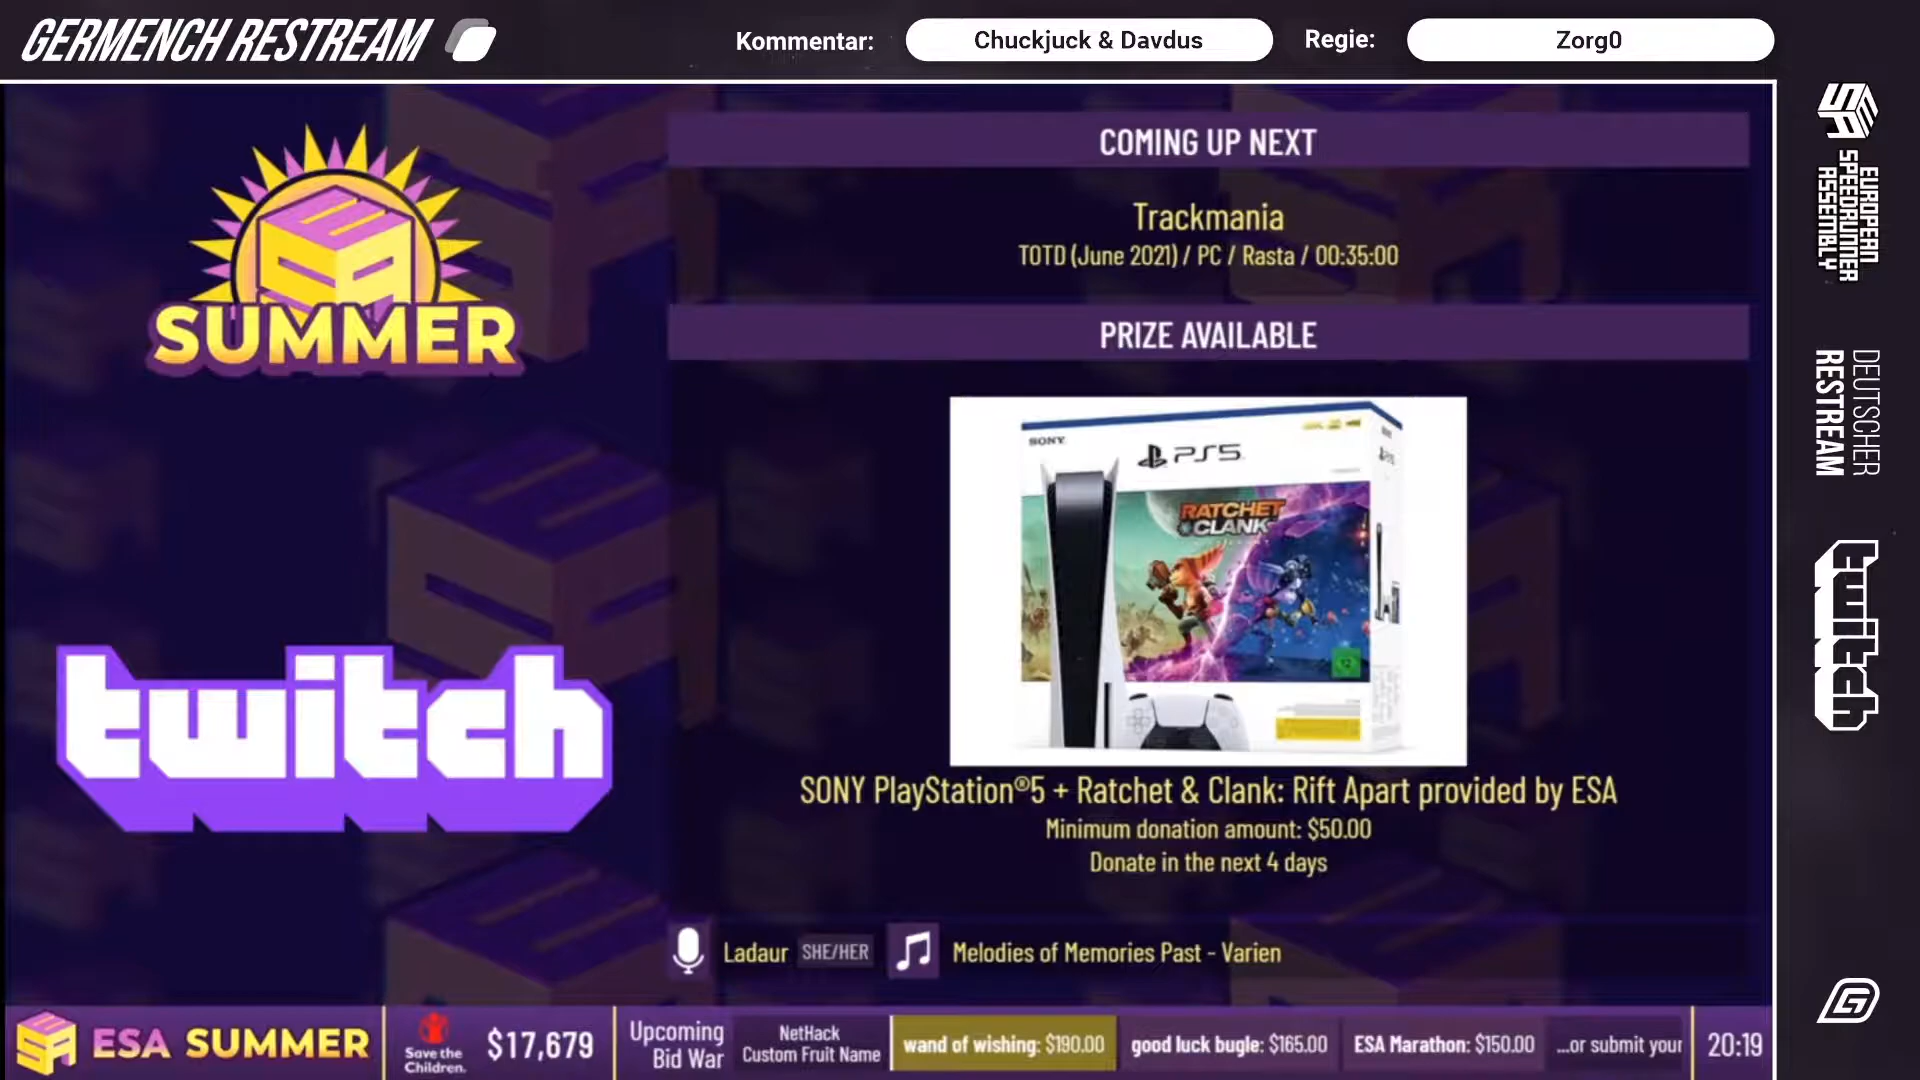 GERMENCH RESTREAM
Kommentar:
Chuckjuck & Davdus
Regie:
Zorg0
SUMMER
twitch
COMING UP NEXT
Trackmania
TOTD (June 2021) / PC / Rasta / 00:35:00
PRIZE AVAILABLE
SONY
PS5
RATCHET
CLANK
12
SONY PlayStation®5 + Ratchet & Clank: Rift Apart provided by ESA
Minimum donation amount: $50.00
Donate in the next 4 days
Ladaur SHE/HER
Melodies of Memories Past - Varien
EUROPEAN
SPEEDRUNNER
ASSEMBLY
DEUTSCHER
RESTREAM
twitch
ESA SUMMER
Save the
Children.
$17,679
Upcoming
Bid War
NetHack
Custom Fruit Name
wand of wishing: $190.00
good luck bugle: $165.00
ESA Marathon: $150.00
...or submit your
20:19